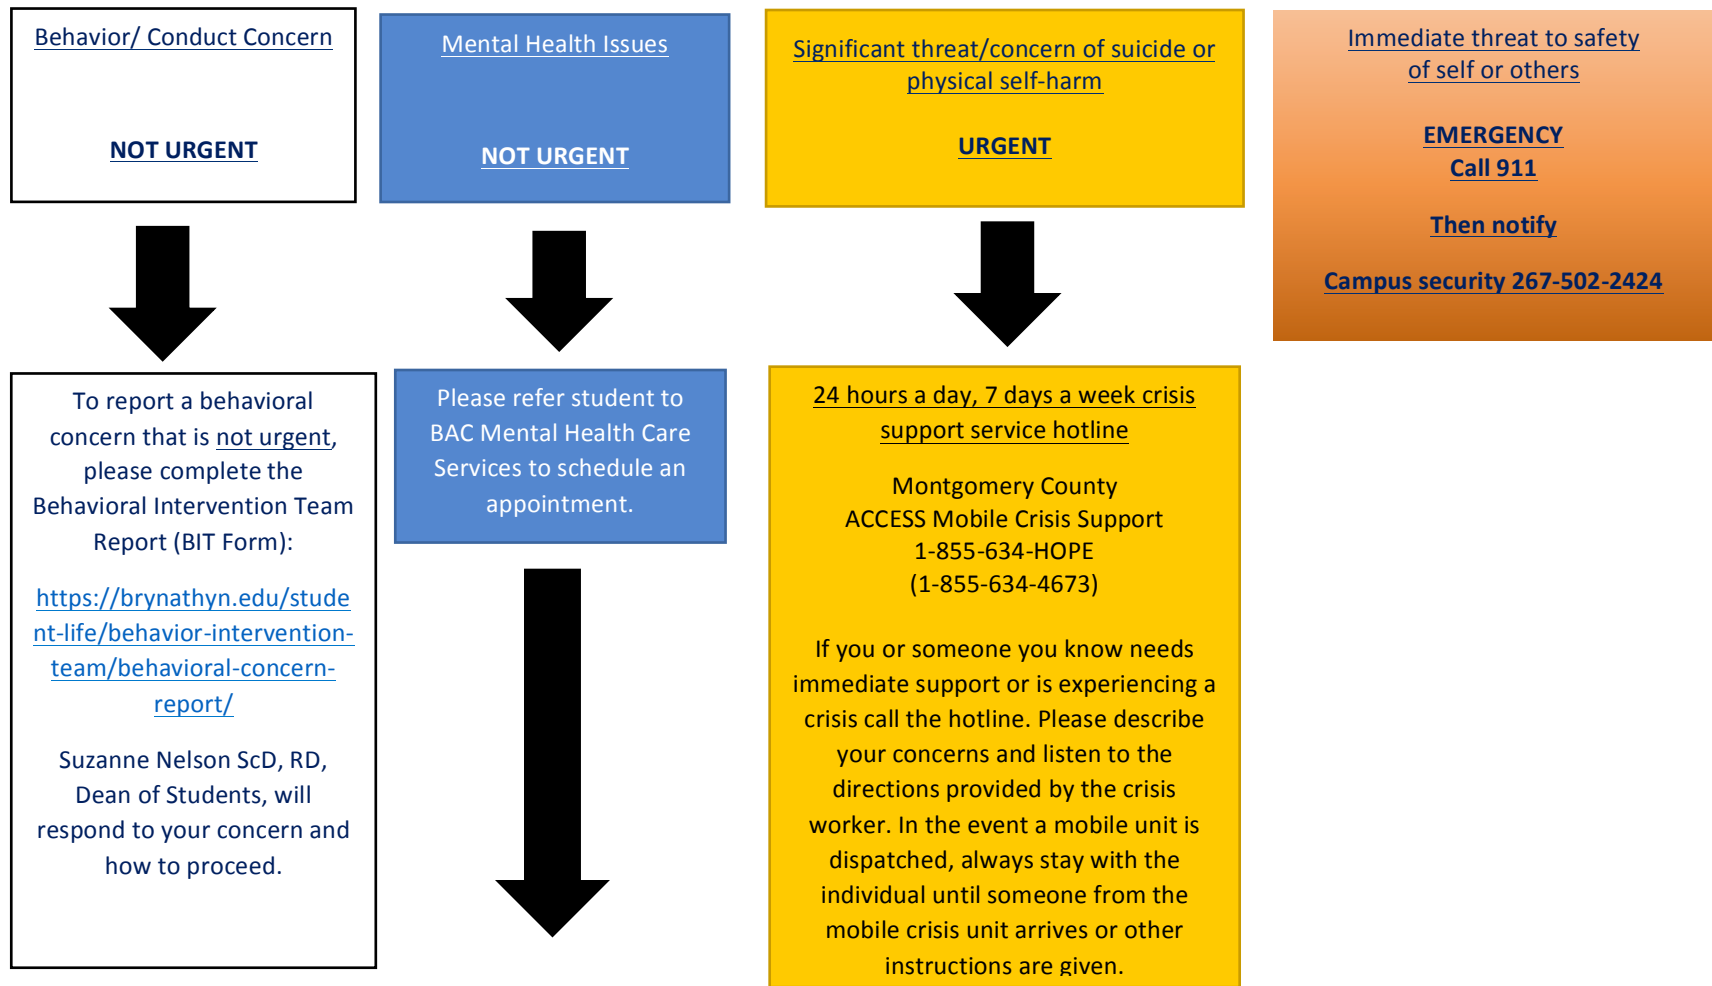 Behavior/ Conduct Concern
NOT URGENT
To report a behavioral
concern that is not urgent,
please complete the
Behavioral Intervention Team
Report (BIT Form):
https://brynathyn.edu/stude
nt-life/behavior-intervention-
team/behavioral-concern-
report/
Suzanne Nelson ScD, RD,
Dean of Students, will
respond to your concern and
how to proceed.
Mental Health Issues
NOT URGENT
Please refer student to
BAC Mental Health Care
Services to schedule an
appointment.
Significant threat/concern of suicide or
physical self-harm
URGENT
24 hours a day, 7 days a week crisis
support service hotline
Montgomery County
ACCESS Mobile Crisis Support
1-855-634-HOPE
(1-855-634-4673)
If you or someone you know needs
immediate support or is experiencing a
crisis call the hotline. Please describe
your concerns and listen to the
directions provided by the crisis
worker. In the event a mobile unit is
dispatched, always stay with the
individual until someone from the
mobile crisis unit arrives or other
instructions are given.
Immediate threat to safety
of self or others
EMERGENCY
Call 911
Then notify
Campus security 267-502-2424